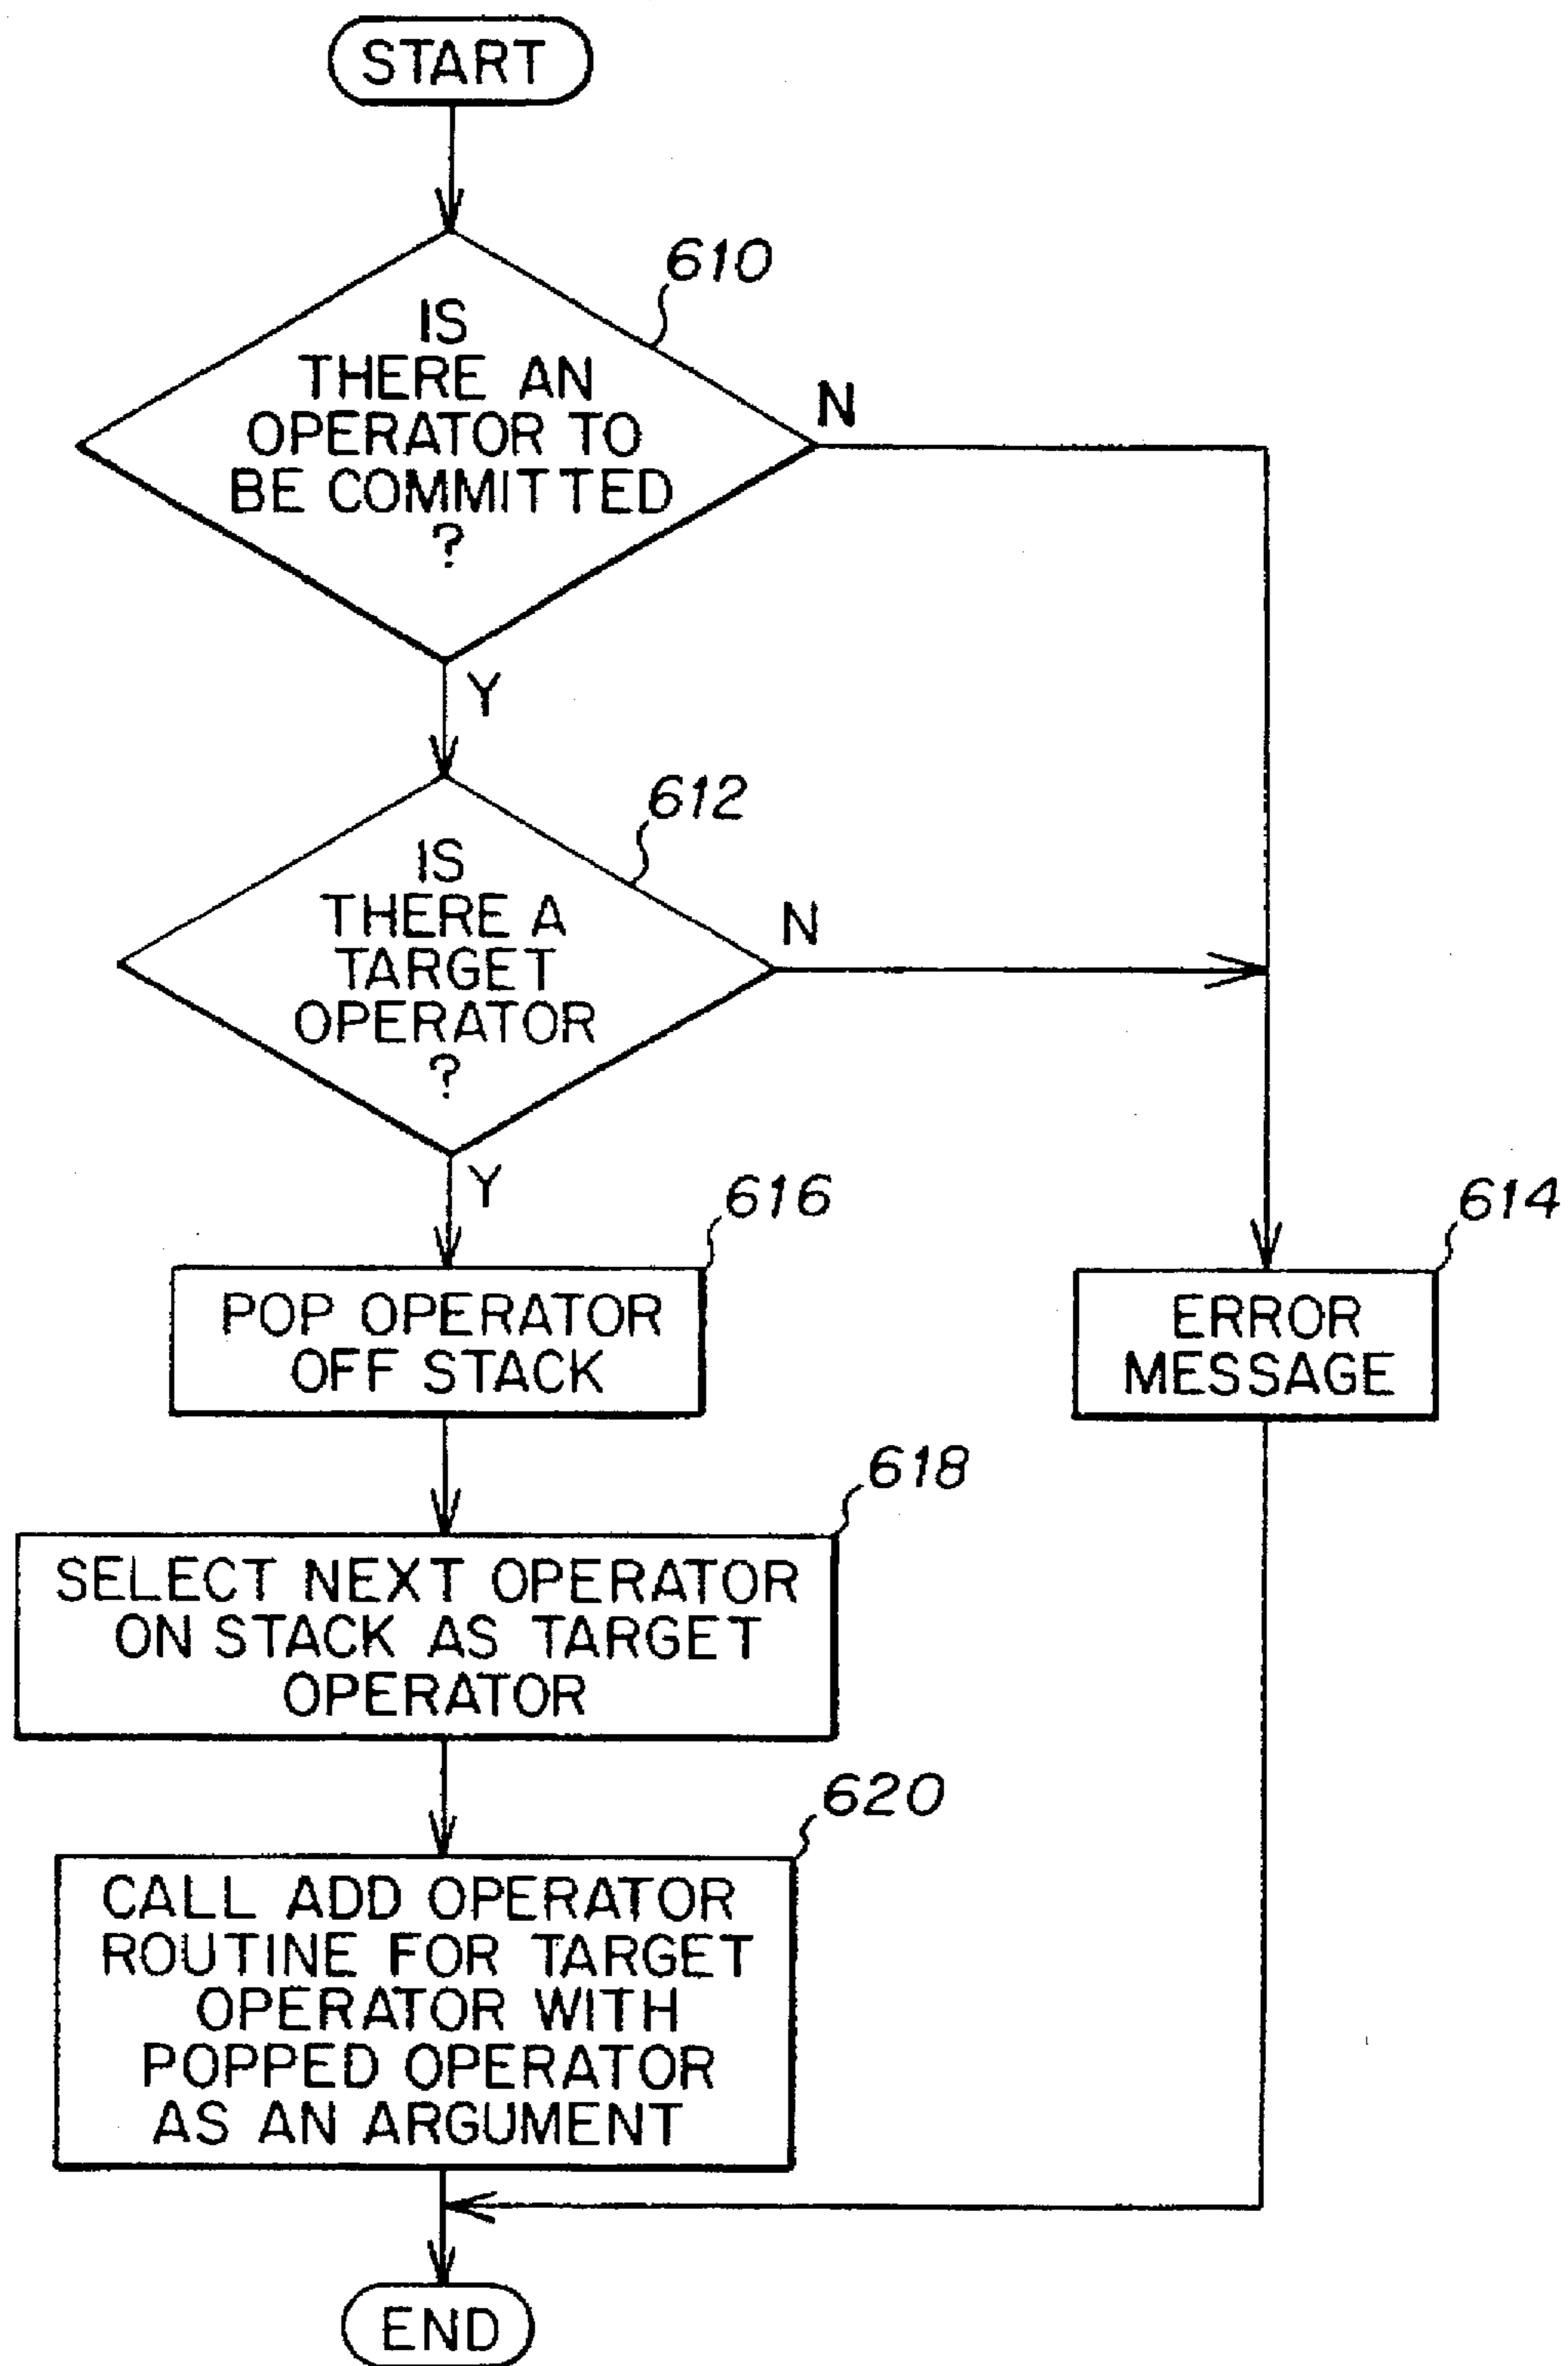 START
610
IS
THERE AN
OPERATOR TO
BE COMMITTED
?
N
Y
612
IS
THERE A
TARGET
OPERATOR
?
N
Y
616
POP OPERATOR
OFF STACK
614
ERROR
MESSAGE
618
SELECT NEXT OPERATOR
ON STACK AS TARGET
OPERATOR
620
CALL ADD OPERATOR
ROUTINE FOR TARGET
OPERATOR WITH
POPPED OPERATOR
AS AN ARGUMENT
END